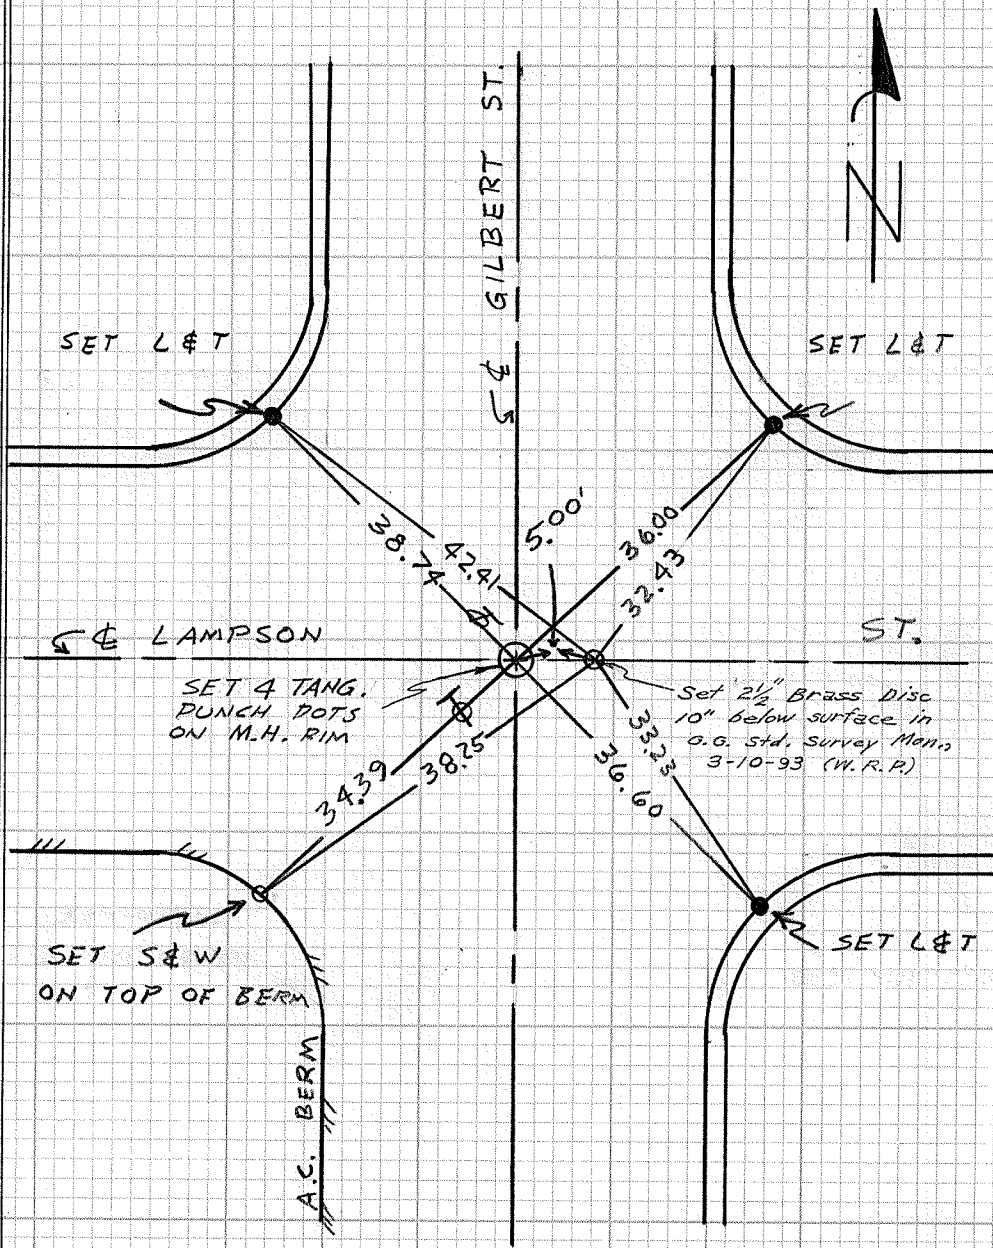 N
℄ GILBERT ST.
SET L & T
SET L & T
5.00'
38.74
42.41
36.00
32.43
℄ LAMPSON ST.
SET 4 TANG.
PUNCH DOTS
ON M.H. RIM
Set 2½" Brass Disc
10" below surface in
G.G. Std. Survey Mon.,
3-10-93 (W.R.P.)
34.39
38.25
33.23
36.60
SET S & W
ON TOP OF BERM
SET L & T
A.C. BERM